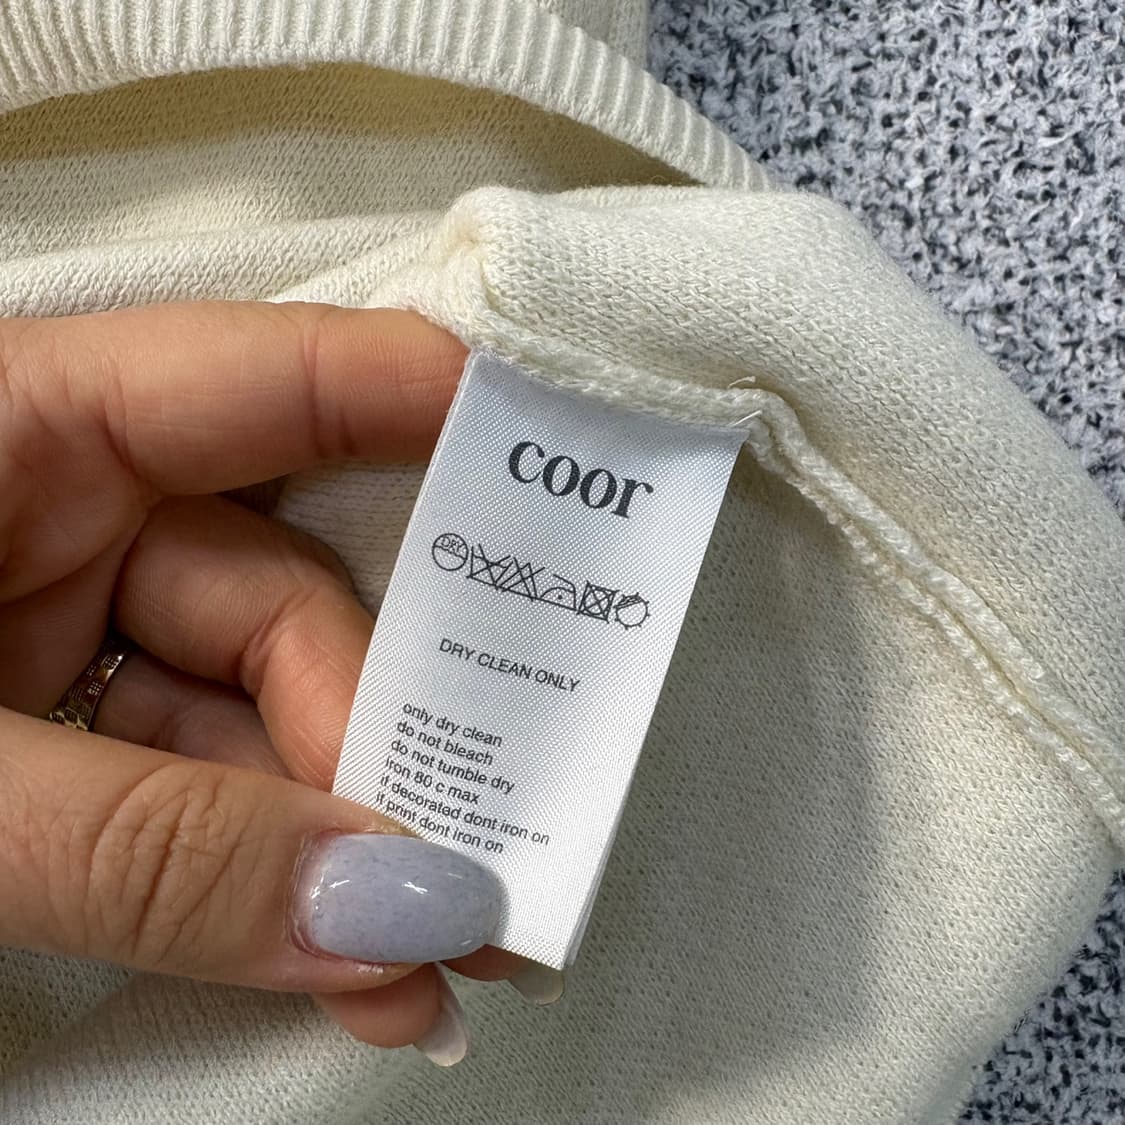 coor
DRY
DRY CLEAN ONLY
only dry clean
do not bleach
do not tumble dry
iron 80 c max
if decorated dont iron on
if print dont iron on